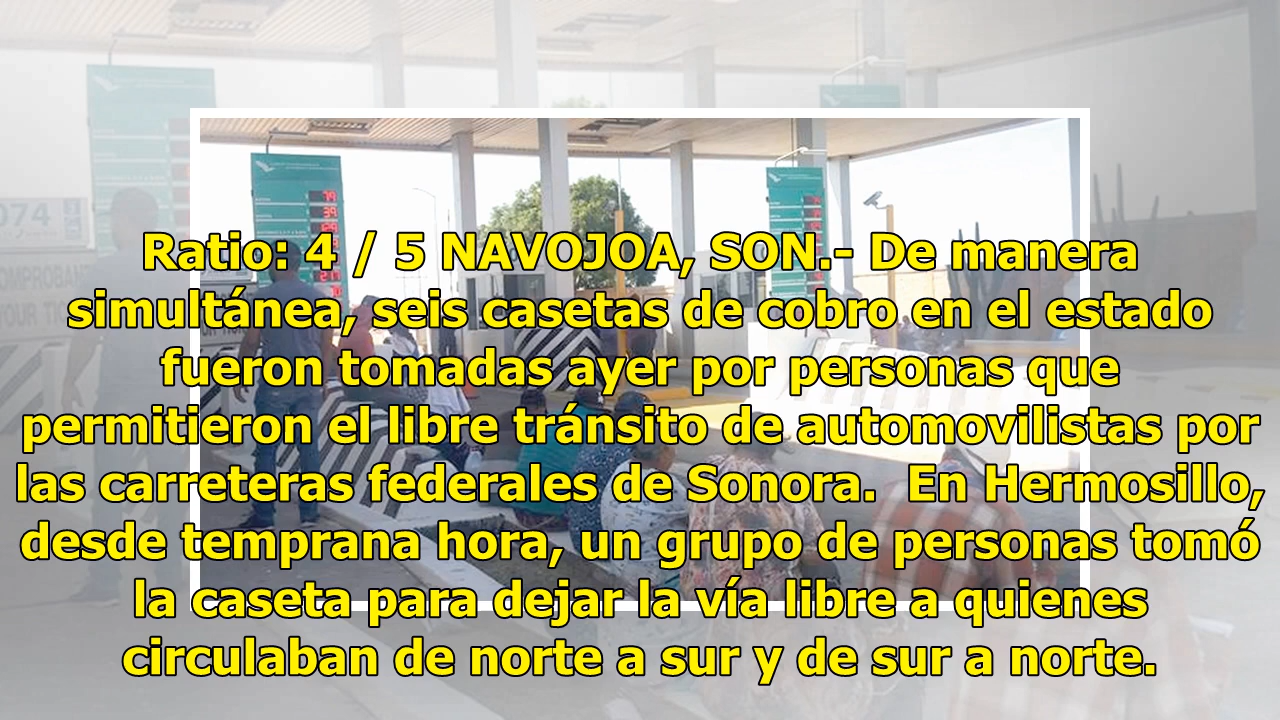 Ratio: 4 / 5 NAVOJOA, SON.- De manera
simultánea, seis casetas de cobro en el estado
fueron tomadas ayer por personas que
permitieron el libre tránsito de automovilistas por
las carreteras federales de Sonora.  En Hermosillo,
desde temprana hora, un grupo de personas tomó
la caseta para dejar la vía libre a quienes
circulaban de norte a sur y de sur a norte.
79
39
074